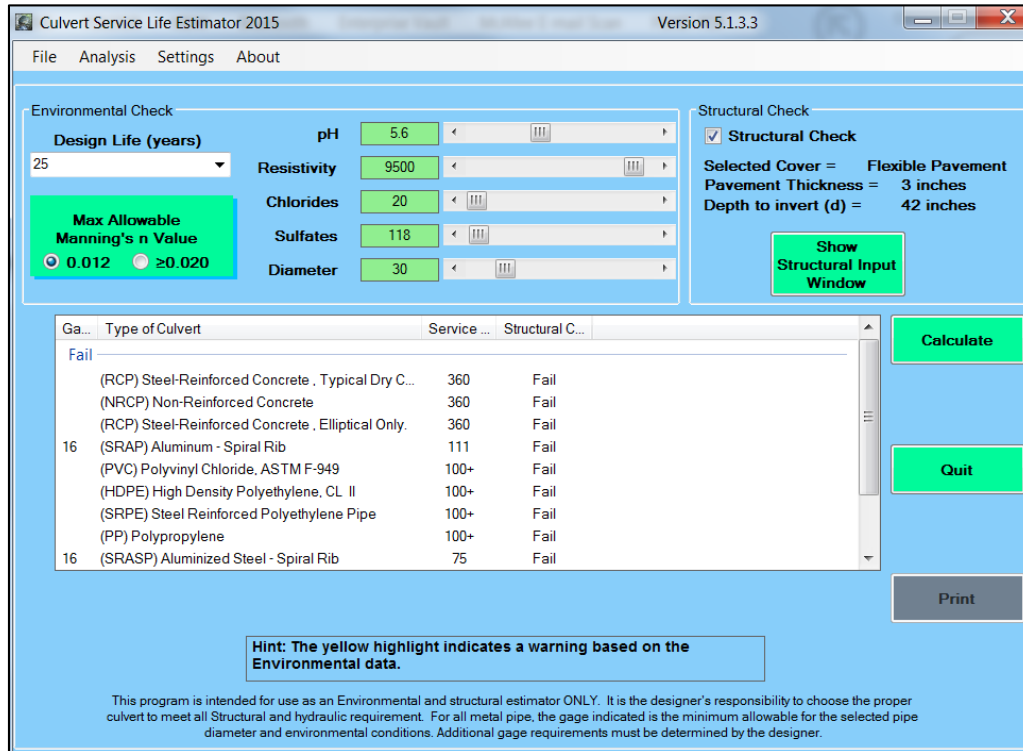 Culvert Service Life Estimator 2015 Version 5.1.3.3
File Analysis Settings About
Environmental Check
Design Life (years)
25
Max Allowable
Manning's n Value
0.012 ≥0.020
pH 5.6
Resistivity 9500
Chlorides 20
Sulfates 118
Diameter 30
Structural Check
Structural Check
Selected Cover = Flexible Pavement
Pavement Thickness = 3 inches
Depth to invert (d) = 42 inches
Show
Structural Input
Window
Ga... Type of Culvert Service ... Structural C...
Fail
(RCP) Steel-Reinforced Concrete , Typical Dry C... 360 Fail
(NRCP) Non-Reinforced Concrete 360 Fail
(RCP) Steel-Reinforced Concrete , Elliptical Only. 360 Fail
16 (SRAP) Aluminum - Spiral Rib 111 Fail
(PVC) Polyvinyl Chloride, ASTM F-949 100+ Fail
(HDPE) High Density Polyethylene, CL II 100+ Fail
(SRPE) Steel Reinforced Polyethylene Pipe 100+ Fail
(PP) Polypropylene 100+ Fail
16 (SRASP) Aluminized Steel - Spiral Rib 75 Fail
Calculate
Quit
Print
Hint: The yellow highlight indicates a warning based on the
Environmental data.
This program is intended for use as an Environmental and structural estimator ONLY. It is the designer's responsibility to choose the proper
culvert to meet all Structural and hydraulic requirement. For all metal pipe, the gage indicated is the minimum allowable for the selected pipe
diameter and environmental conditions. Additional gage requirements must be determined by the designer.